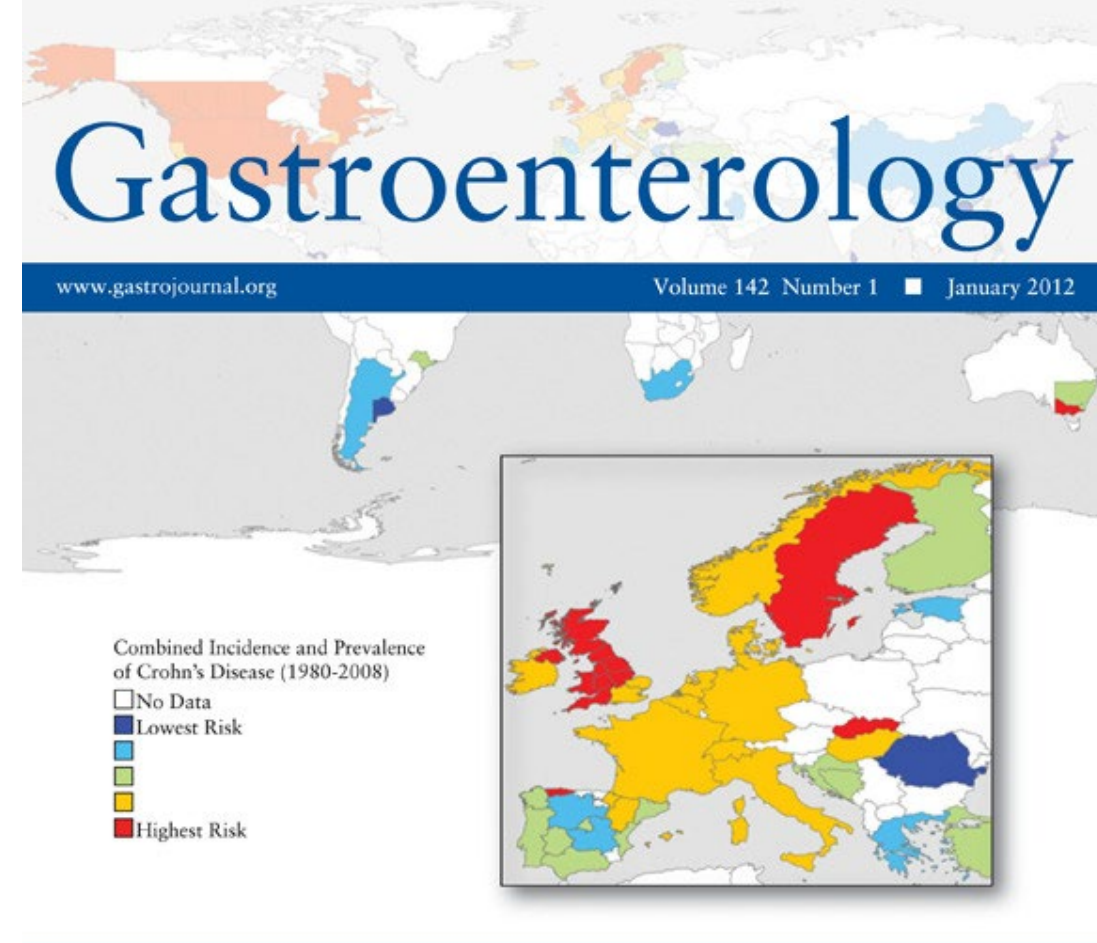 Gastroenterology
www.gastrojournal.org
Volume 142 Number 1 ■ January 2012
Combined Incidence and Prevalence
of Crohn's Disease (1980-2008)
No Data
Lowest Risk
Highest Risk